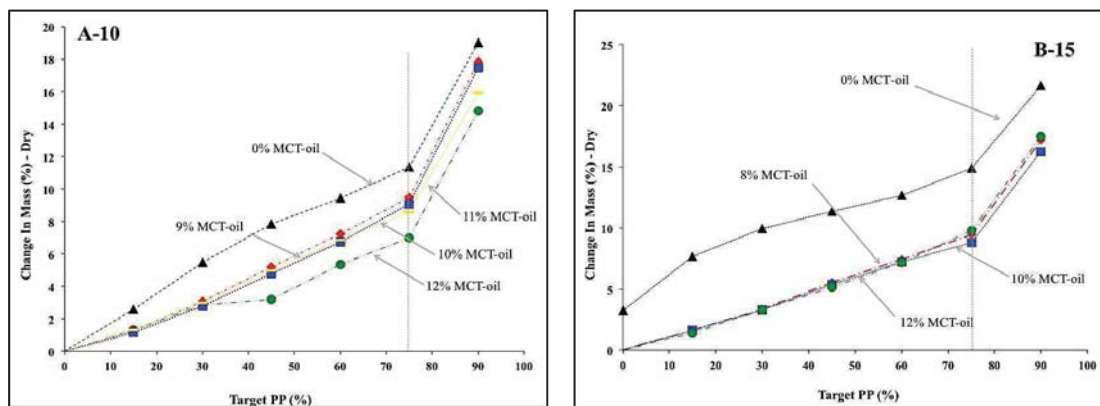 A-10
Change In Mass (%) - Dry
20
18
16
14
12
10
8
6
4
2
0
0% MCT-oil
9% MCT-oil
11% MCT-oil
10% MCT-oil
12% MCT-oil
0 10 20 30 40 50 60 70 80 90 100
Target PP (%)
B-15
Change In Mass (%) - Dry
25
20
15
10
5
0
0% MCT-oil
8% MCT-oil
10% MCT-oil
12% MCT-oil
0 10 20 30 40 50 60 70 80 90 100
Target PP (%)